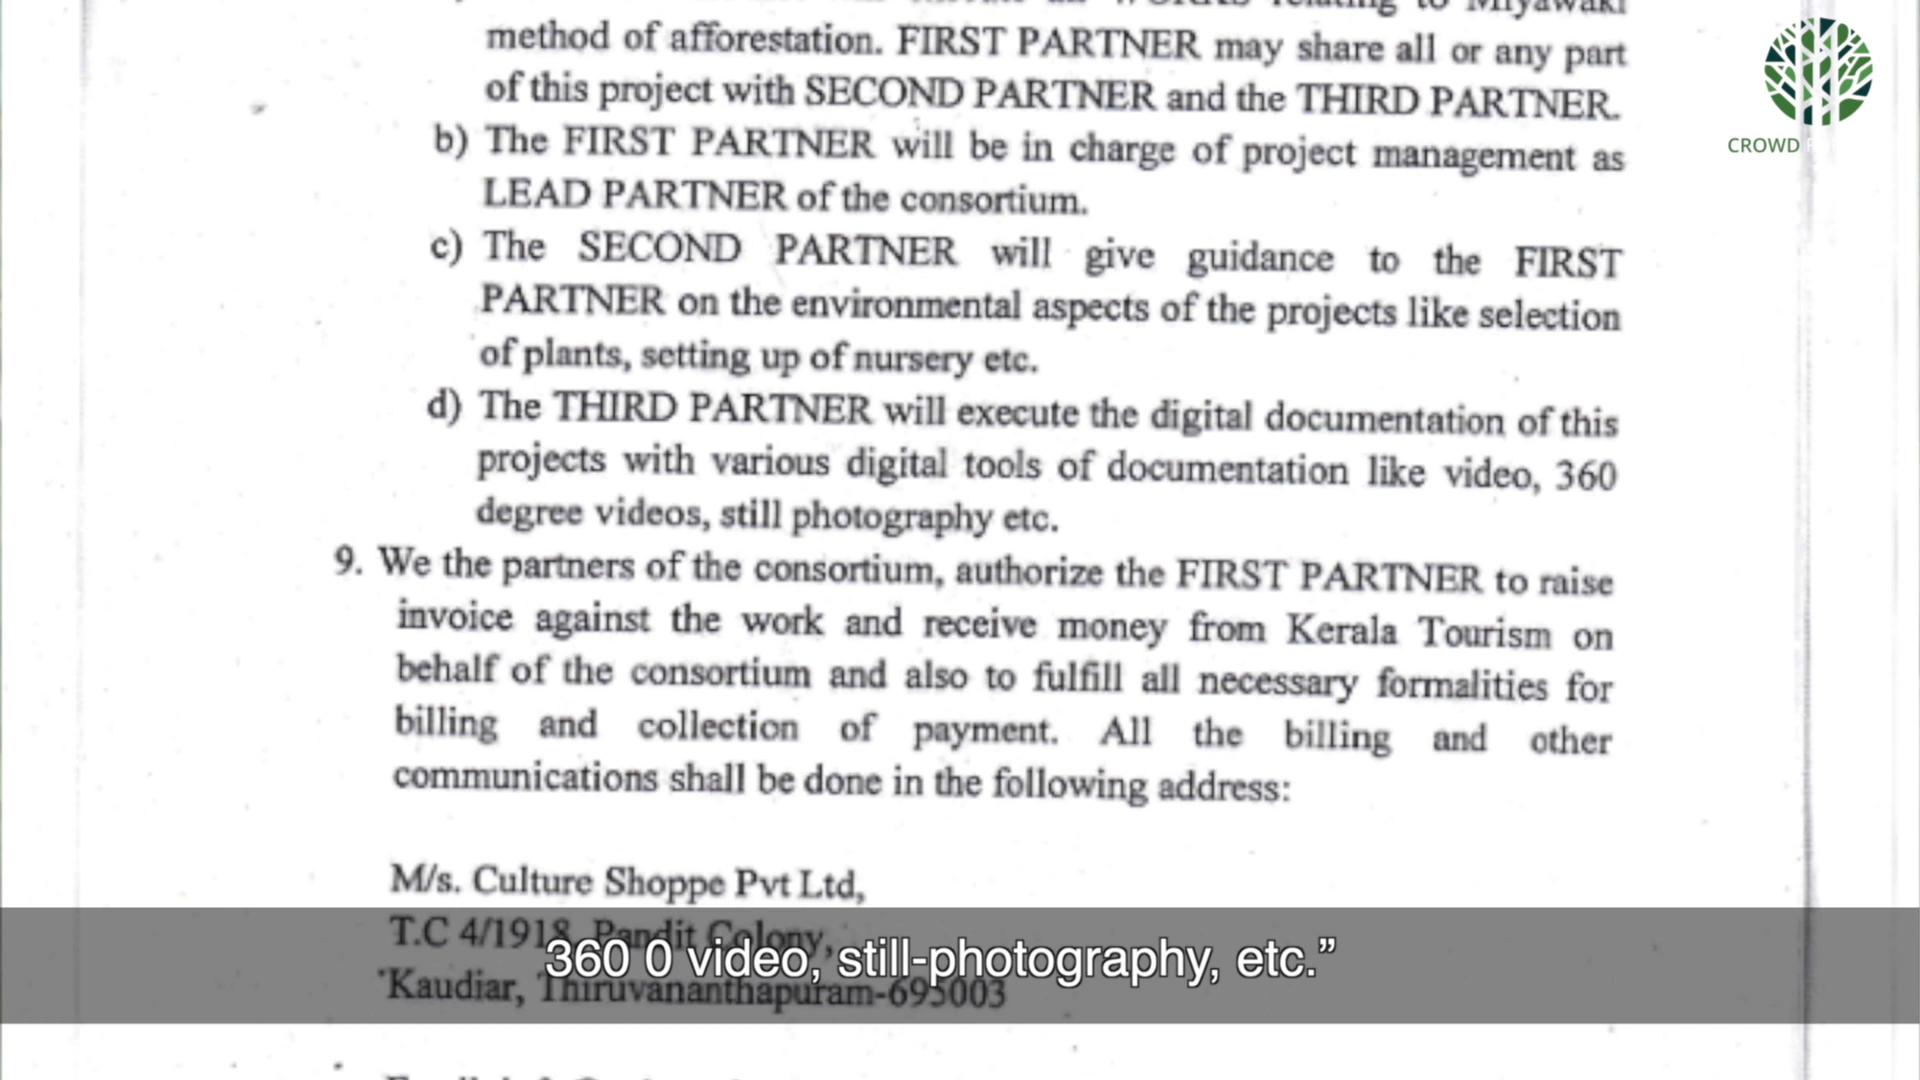 method of afforestation. FIRST PARTNER may share all or any part
of this project with SECOND PARTNER and the THIRD PARTNER.
b) The FIRST PARTNER will be in charge of project management as
LEAD PARTNER of the consortium.
c) The SECOND PARTNER will give guidance to the FIRST
PARTNER on the environmental aspects of the projects like selection
of plants, setting up of nursery etc.
d) The THIRD PARTNER will execute the digital documentation of this
projects with various digital tools of documentation like video, 360
degree videos, still photography etc.
9. We the partners of the consortium, authorize the FIRST PARTNER to raise
invoice against the work and receive money from Kerala Tourism on
behalf of the consortium and also to fulfill all necessary formalities for
billing and collection of payment. All the billing and other
communications shall be done in the following address:
M/s. Culture Shoppe Pvt Ltd,
T.C 4/1918, Pandit Colony,
Kaudiar, Thiruvananthapuram-695003
360 0 video, still-photography, etc.”
CROWD